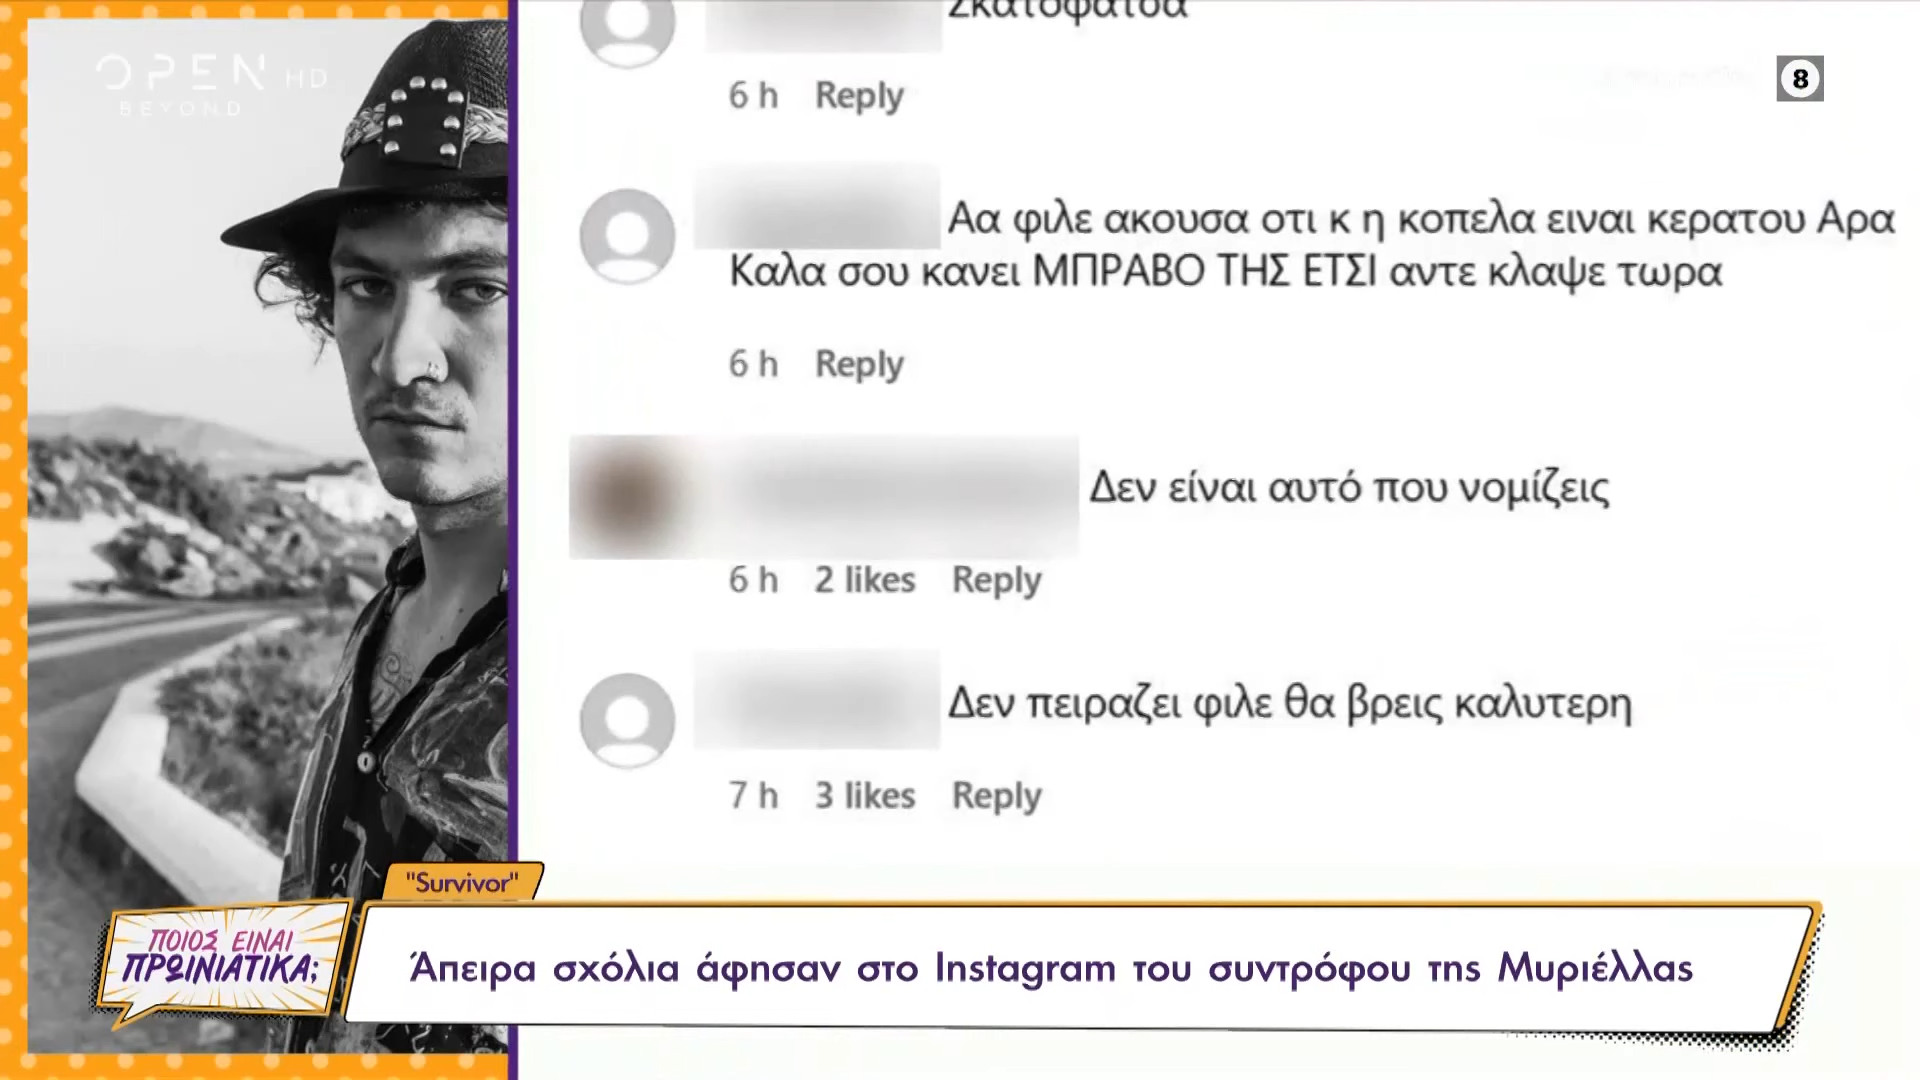 OPEN HD
BEYOND
8
Σκατοφατσα
6 h Reply
Αα φιλε ακουσα οτι κ η κοπελα ειναι κερατου Αρα
Καλα σου κανει ΜΠΡΑΒΟ ΤΗΣ ΕΤΣΙ αντε κλαψε τωρα
6 h Reply
Δεν είναι αυτό που νομίζεις
6 h 2 likes Reply
Δεν πειραζει φιλε θα βρεις καλυτερη
7 h 3 likes Reply
"Survivor"
ΠΟΙΟΣ ΕΙΝΑΙ
ΠΡΩΙΝΙΑΤΙΚΑ;
Άπειρα σχόλια άφησαν στο Instagram του συντρόφου της Μυριέλλας